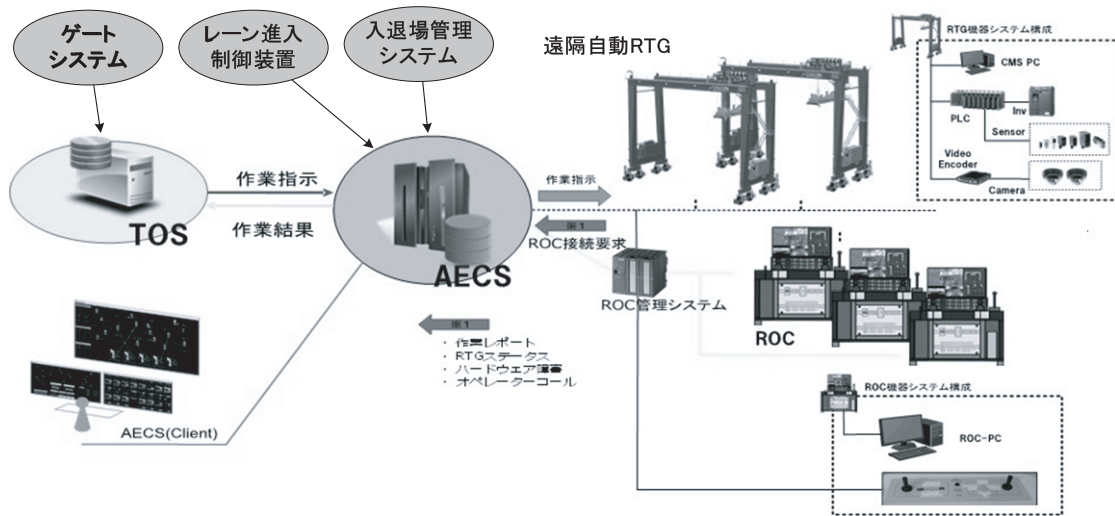 ゲート
システム
レーン進入
制御装置
入退場管理
システム
遠隔自動RTG
RTG機器システム構成
CMS PC
PLC
Inv
Sensor
Video
Encoder
Camera
作業指示
作業結果
TOS
AECS
作業指示
※1
ROC接続要求
ROC管理システム
ROC
※1
・ 作業レポート
・ RTGステータス
・ ハードウェア障害
・ オペレーターコール
AECS(Client)
ROC機器システム構成
ROC-PC